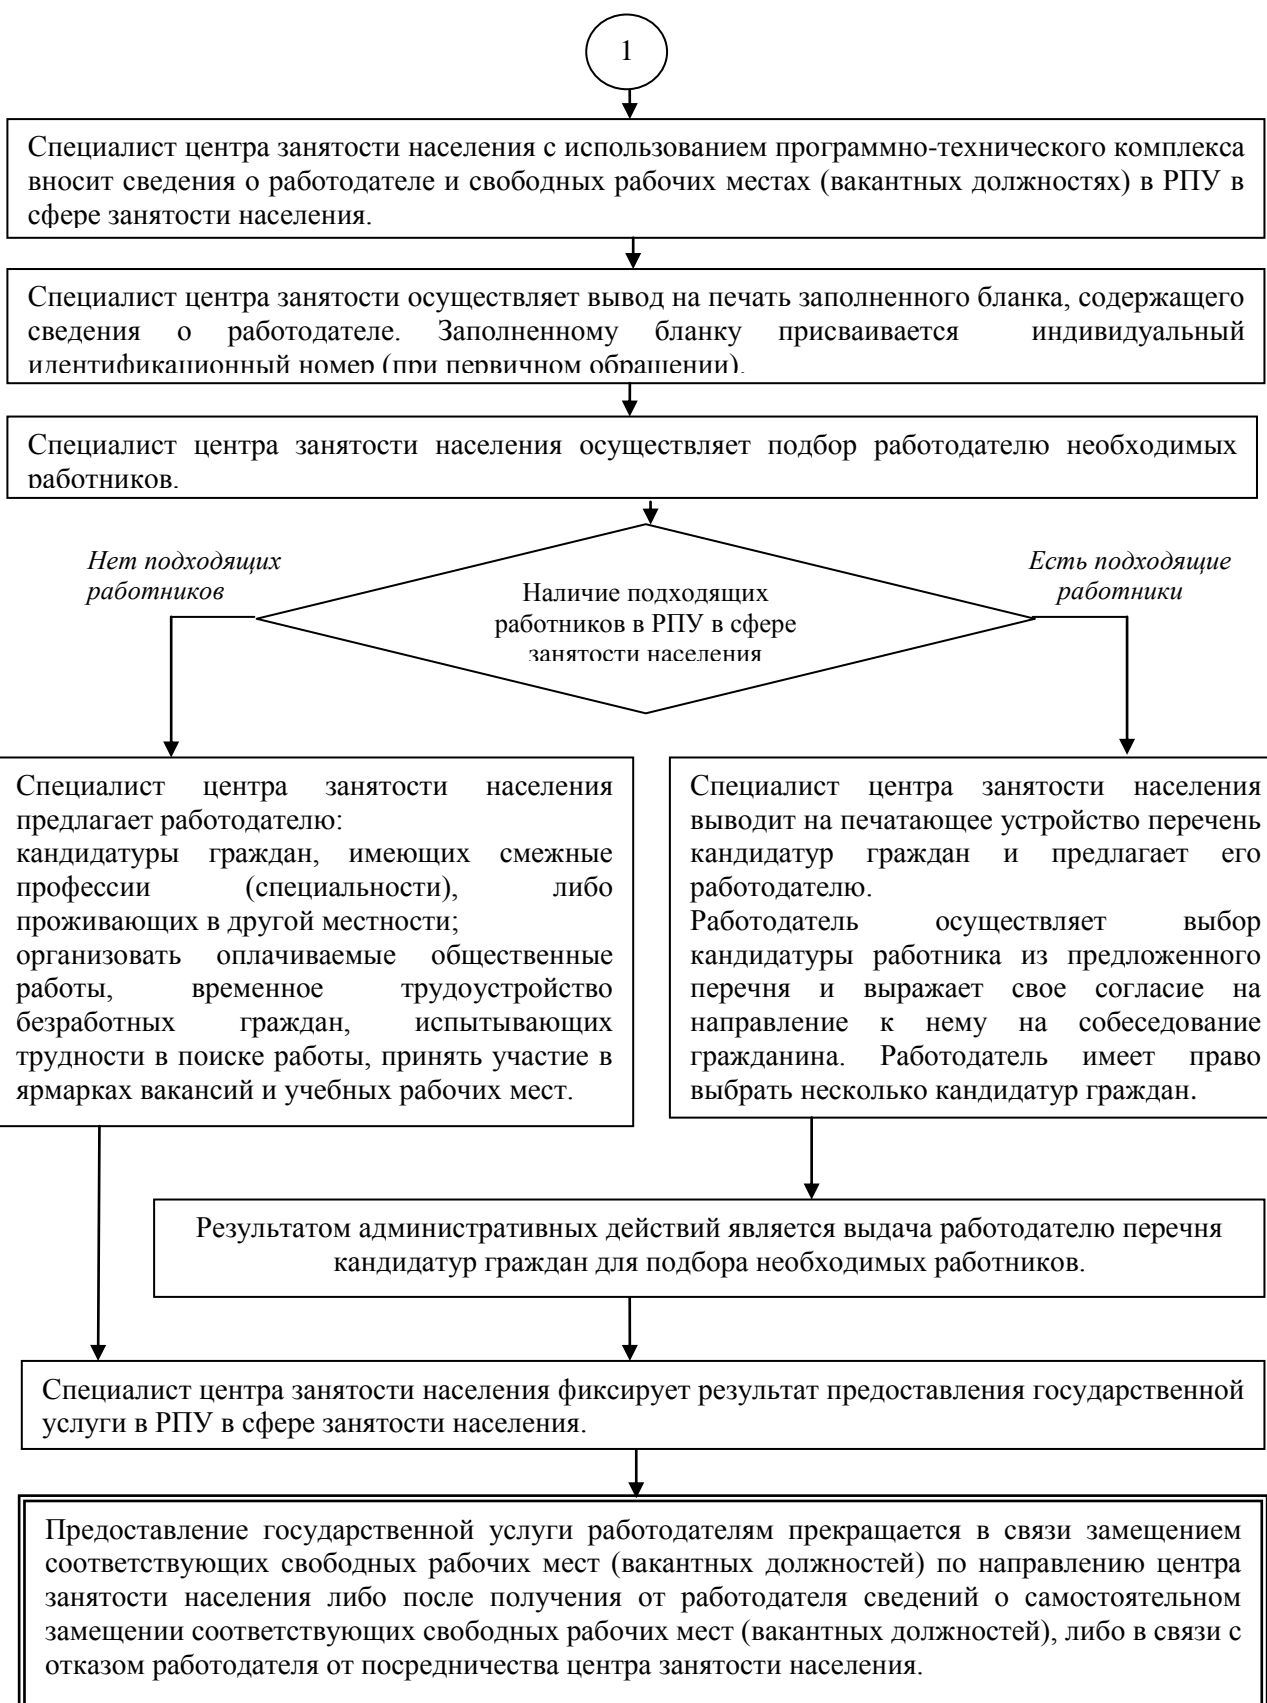 1
Специалист центра занятости населения с использованием программно-технического комплекса
вносит сведения о работодателе и свободных рабочих местах (вакантных должностях) в РПУ в
сфере занятости населения.
Специалист центра занятости осуществляет вывод на печать заполненного бланка, содержащего
сведения о работодателе. Заполненному бланку присваивается индивидуальный
идентификационный номер (при первичном обращении).
Специалист центра занятости населения осуществляет подбор работодателю необходимых
работников.
Нет подходящих
работников
Наличие подходящих
работников в РПУ в сфере
занятости населения
Есть подходящие
работники
Специалист центра занятости населения
предлагает работодателю:
кандидатуры граждан, имеющих смежные
профессии (специальности), либо
проживающих в другой местности;
организовать оплачиваемые общественные
работы, временное трудоустройство
безработных граждан, испытывающих
трудности в поиске работы, принять участие в
ярмарках вакансий и учебных рабочих мест.
Специалист центра занятости населения
выводит на печатающее устройство перечень
кандидатур граждан и предлагает его
работодателю.
Работодатель осуществляет выбор
кандидатуры работника из предложенного
перечня и выражает свое согласие на
направление к нему на собеседование
гражданина. Работодатель имеет право
выбрать несколько кандидатур граждан.
Результатом административных действий является выдача работодателю перечня
кандидатур граждан для подбора необходимых работников.
Специалист центра занятости населения фиксирует результат предоставления государственной
услуги в РПУ в сфере занятости населения.
Предоставление государственной услуги работодателям прекращается в связи замещением
соответствующих свободных рабочих мест (вакантных должностей) по направлению центра
занятости населения либо после получения от работодателя сведений о самостоятельном
замещении соответствующих свободных рабочих мест (вакантных должностей), либо в связи с
отказом работодателя от посредничества центра занятости населения.